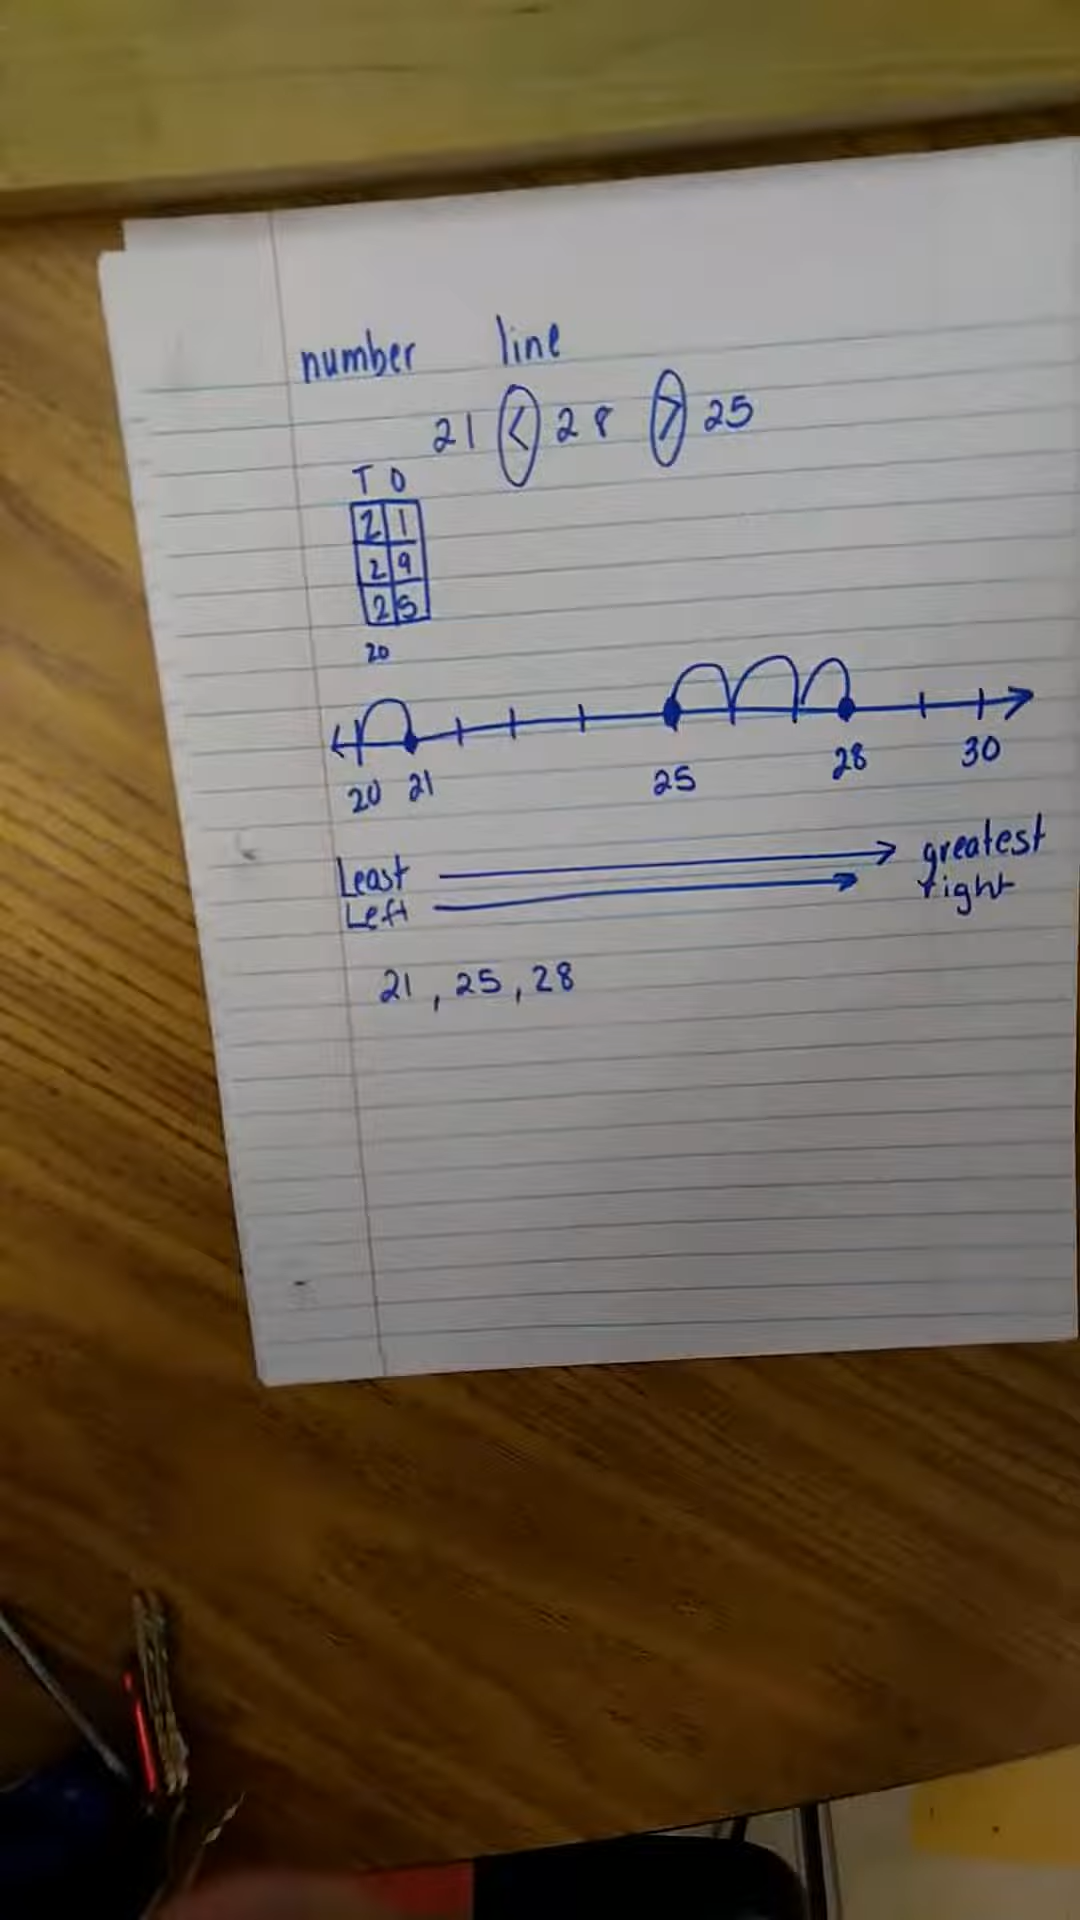 number line
21 < 28 > 25
T O
2 1
2 9
2 5
20
20 21 25 28 30
Least greatest
Left right
21, 25, 28